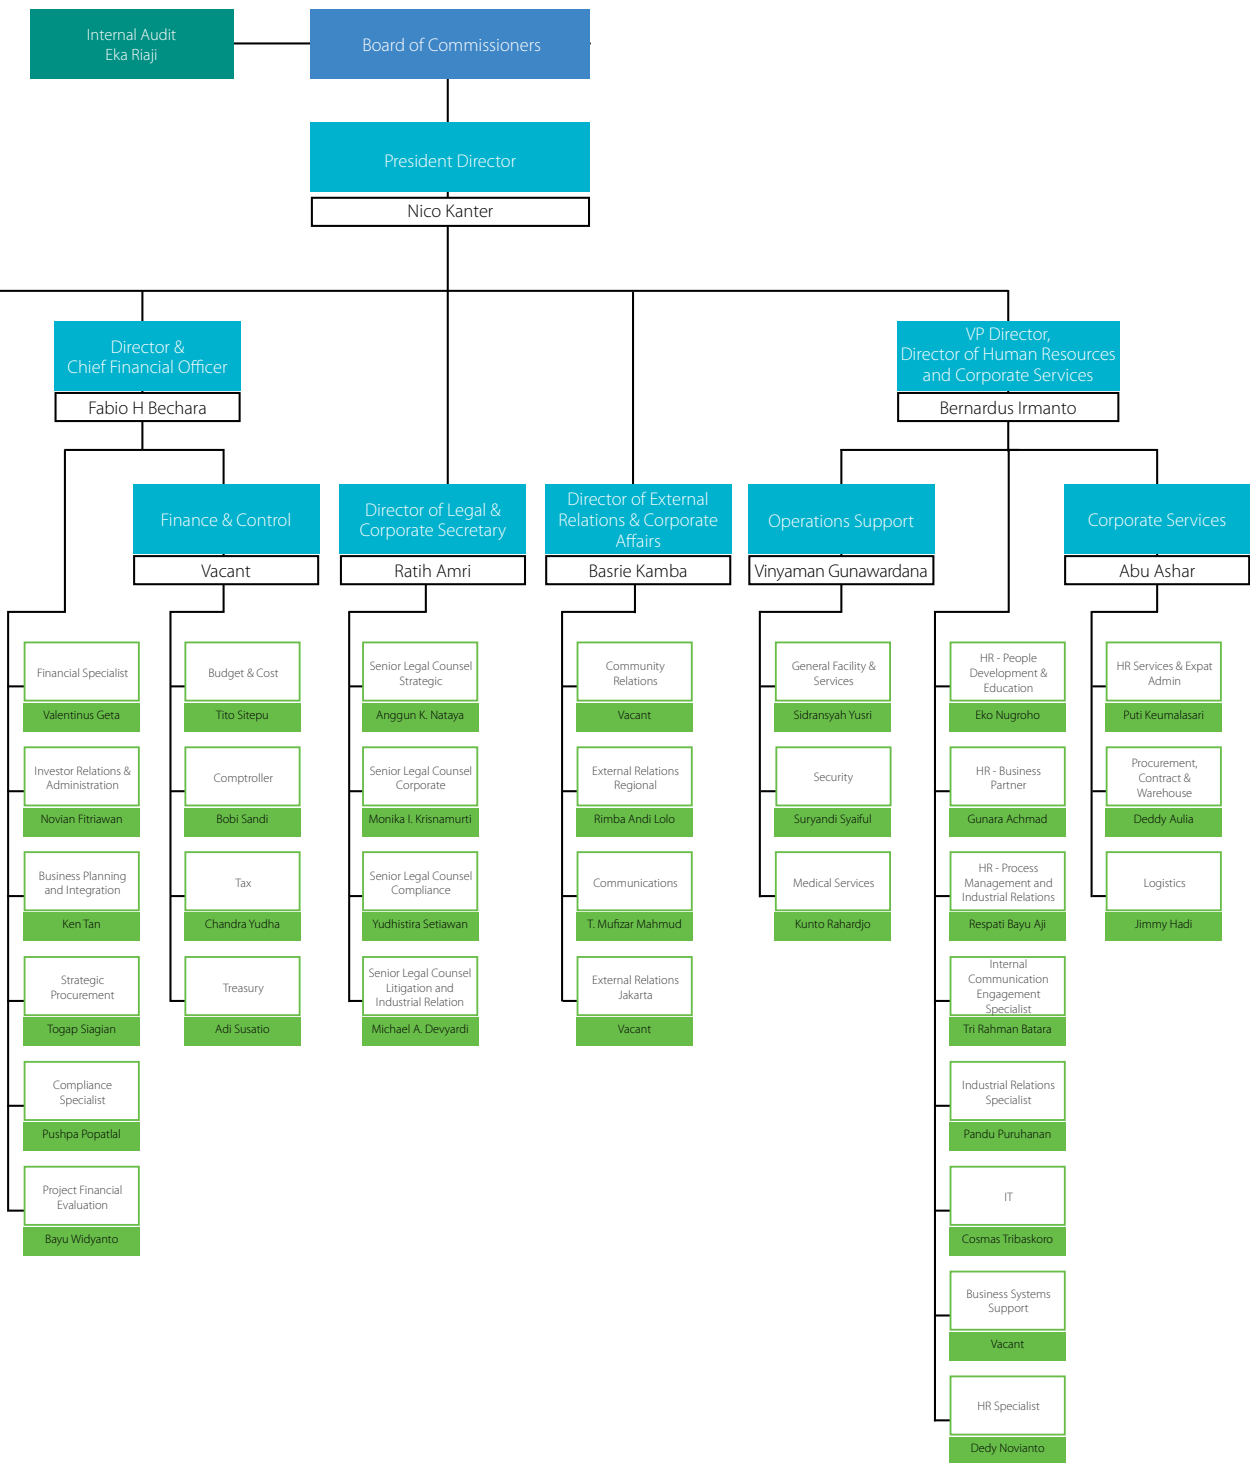 Internal Audit
Eka Riaji
Board of Commissioners
President Director
Nico Kanter
Director &
Chief Financial Officer
Fabio H Bechara
VP Director,
Director of Human Resources
and Corporate Services
Bernardus Irmanto
Finance & Control
Vacant
Director of Legal &
Corporate Secretary
Ratih Amri
Director of External
Relations & Corporate
Affairs
Basrie Kamba
Operations Support
Vinyaman Gunawardana
Corporate Services
Abu Ashar
Financial Specialist
Valentinus Geta
Investor Relations &
Administration
Novian Fitriawan
Business Planning
and Integration
Ken Tan
Strategic
Procurement
Togap Siagian
Compliance
Specialist
Pushpa Popatlal
Project Financial
Evaluation
Bayu Widyanto
Budget & Cost
Tito Sitepu
Comptroller
Bobi Sandi
Tax
Chandra Yudha
Treasury
Adi Susatio
Senior Legal Counsel
Strategic
Anggun K. Nataya
Senior Legal Counsel
Corporate
Monika I. Krisnamurti
Senior Legal Counsel
Compliance
Yudhistira Setiawan
Senior Legal Counsel
Litigation and
Industrial Relation
Michael A. Devyardi
Community
Relations
Vacant
External Relations
Regional
Rimba Andi Lolo
Communications
T. Mufizar Mahmud
External Relations
Jakarta
Vacant
General Facility &
Services
Sidransyah Yusri
Security
Suryandi Syaiful
Medical Services
Kunto Rahardjo
HR - People
Development &
Education
Eko Nugroho
HR - Business
Partner
Gunara Achmad
HR - Process
Management and
Industrial Relations
Respati Bayu Aji
Internal
Communication
Engagement
Specialist
Tri Rahman Batara
Industrial Relations
Specialist
Pandu Puruhanan
IT
Cosmas Tribaskoro
Business Systems
Support
Vacant
HR Specialist
Dedy Novianto
HR Services & Expat
Admin
Puti Keumalasari
Procurement,
Contract &
Warehouse
Deddy Aulia
Logistics
Jimmy Hadi